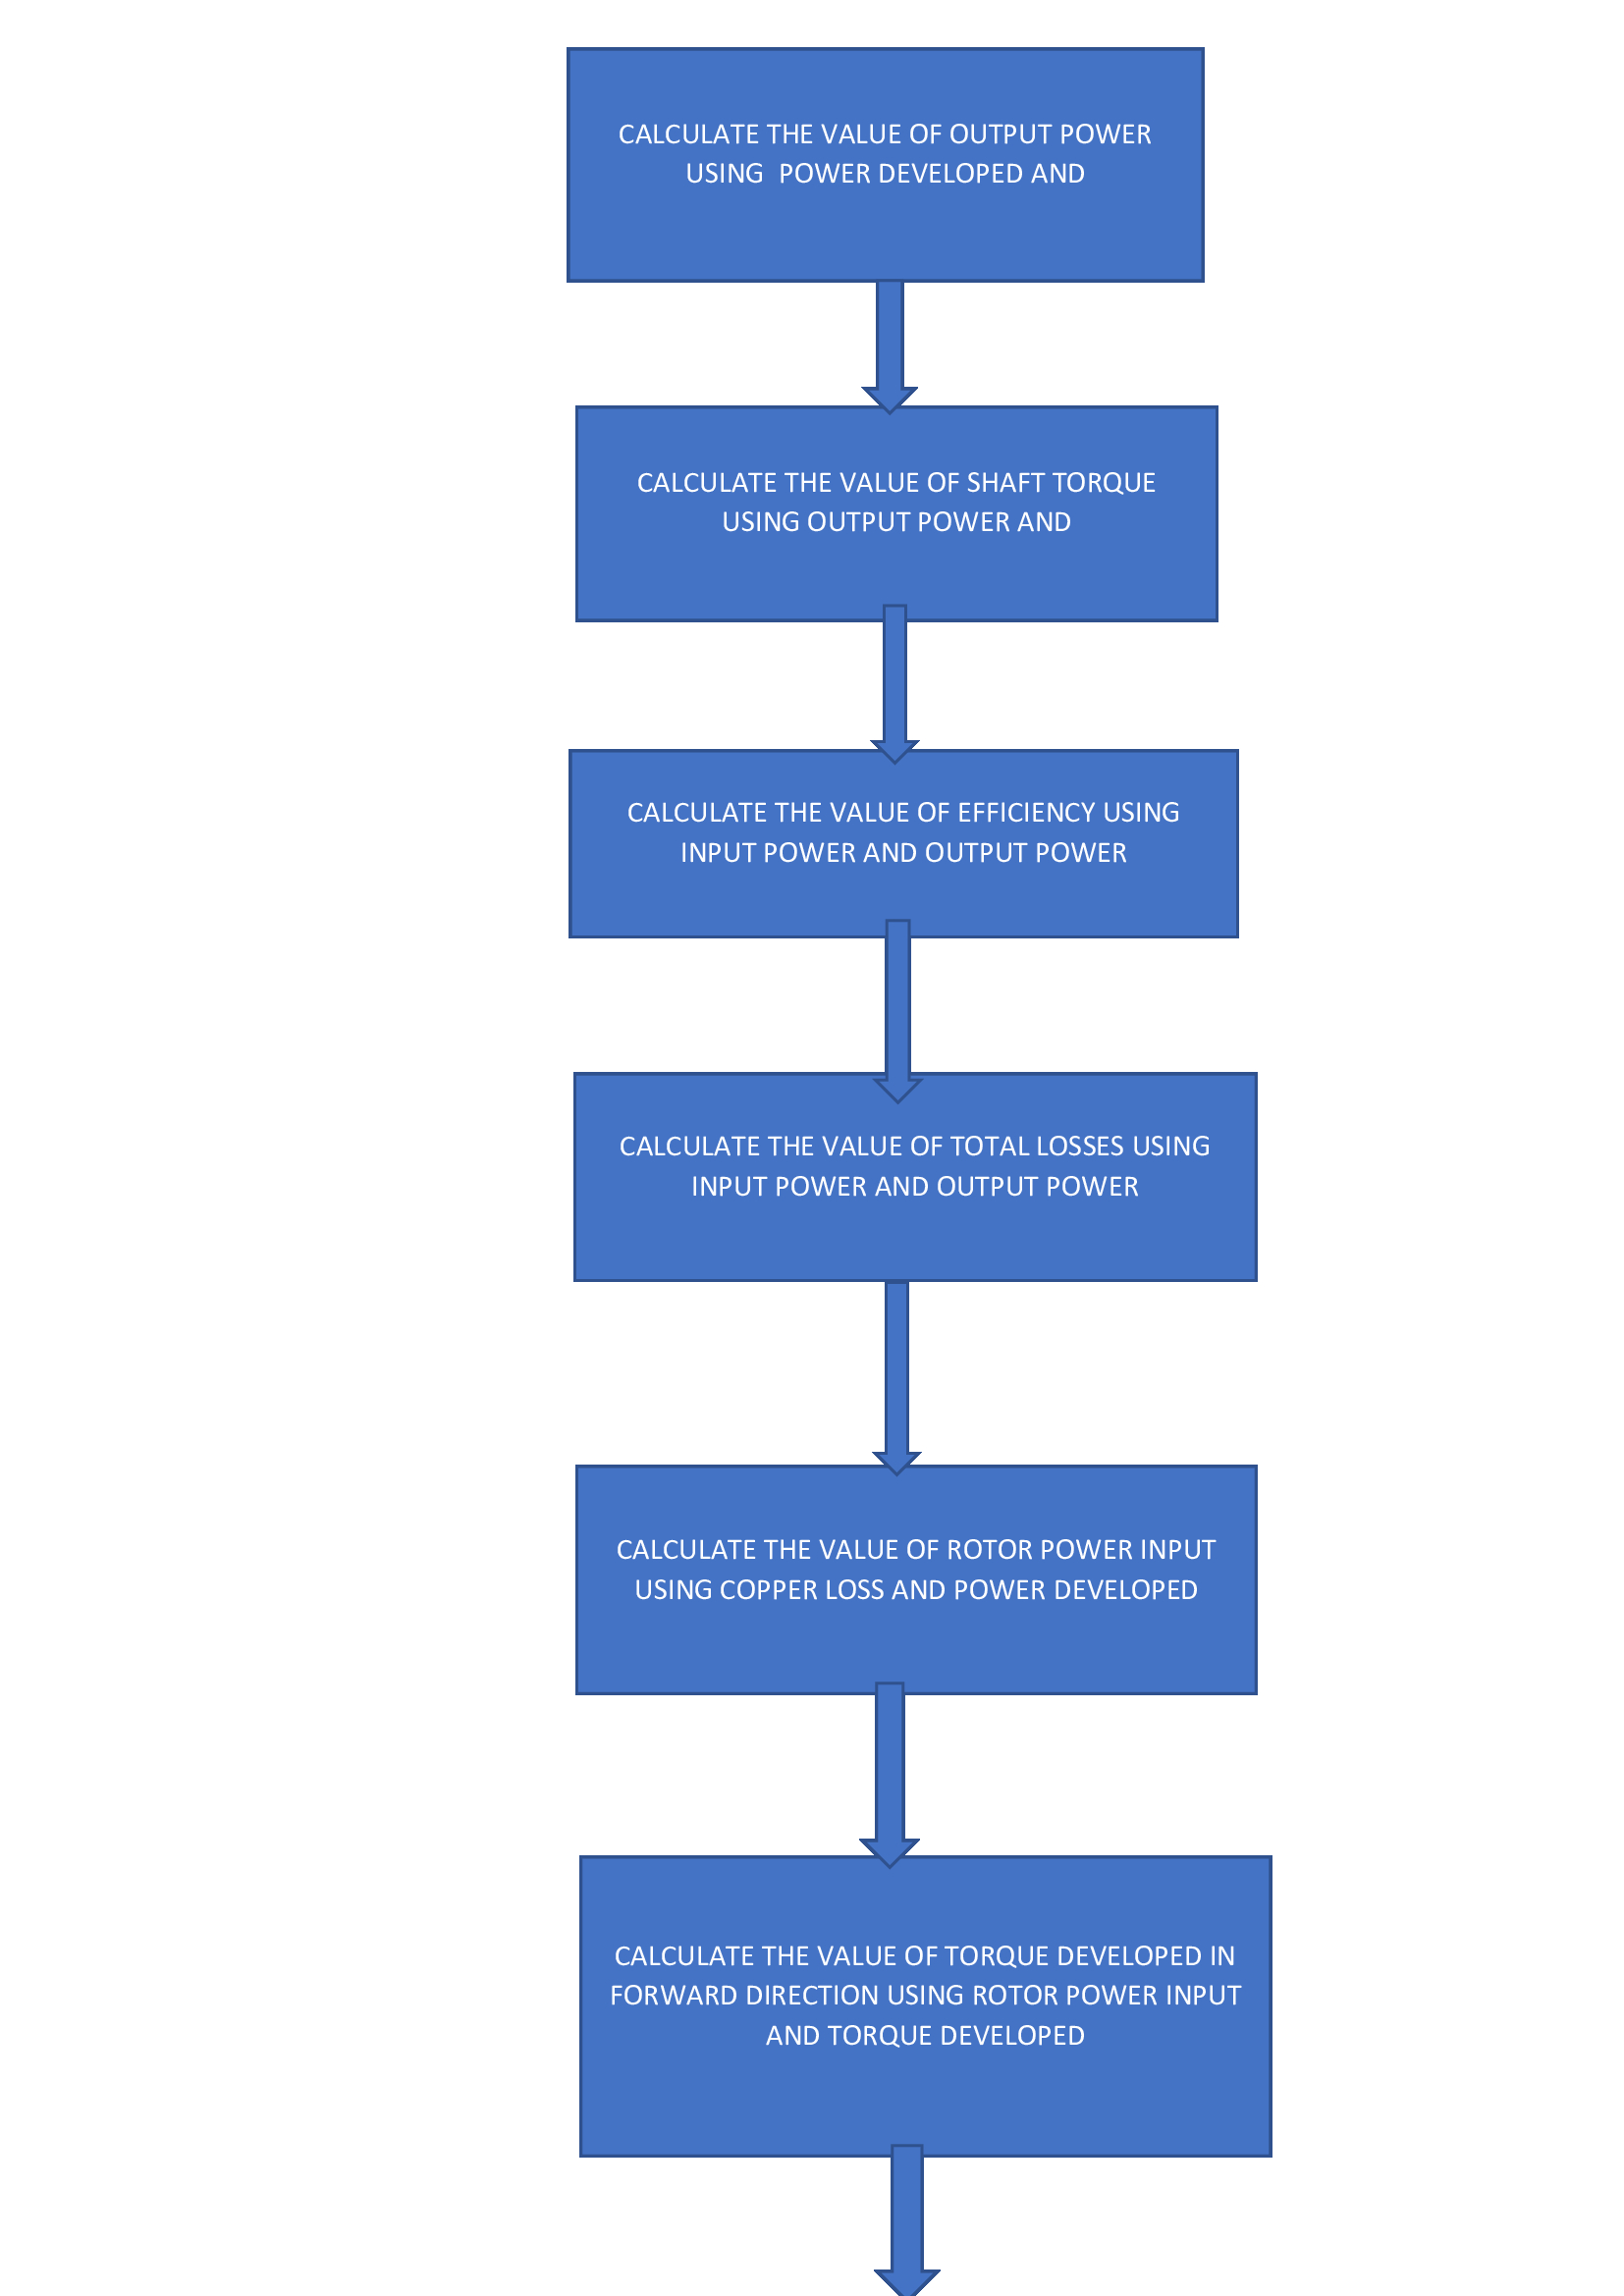 CALCULATE THE VALUE OF OUTPUT POWER
USING  POWER DEVELOPED AND
CALCULATE THE VALUE OF SHAFT TORQUE
USING OUTPUT POWER AND
CALCULATE THE VALUE OF EFFICIENCY USING
INPUT POWER AND OUTPUT POWER
CALCULATE THE VALUE OF TOTAL LOSSES USING
INPUT POWER AND OUTPUT POWER
CALCULATE THE VALUE OF ROTOR POWER INPUT
USING COPPER LOSS AND POWER DEVELOPED
CALCULATE THE VALUE OF TORQUE DEVELOPED IN
FORWARD DIRECTION USING ROTOR POWER INPUT
AND TORQUE DEVELOPED